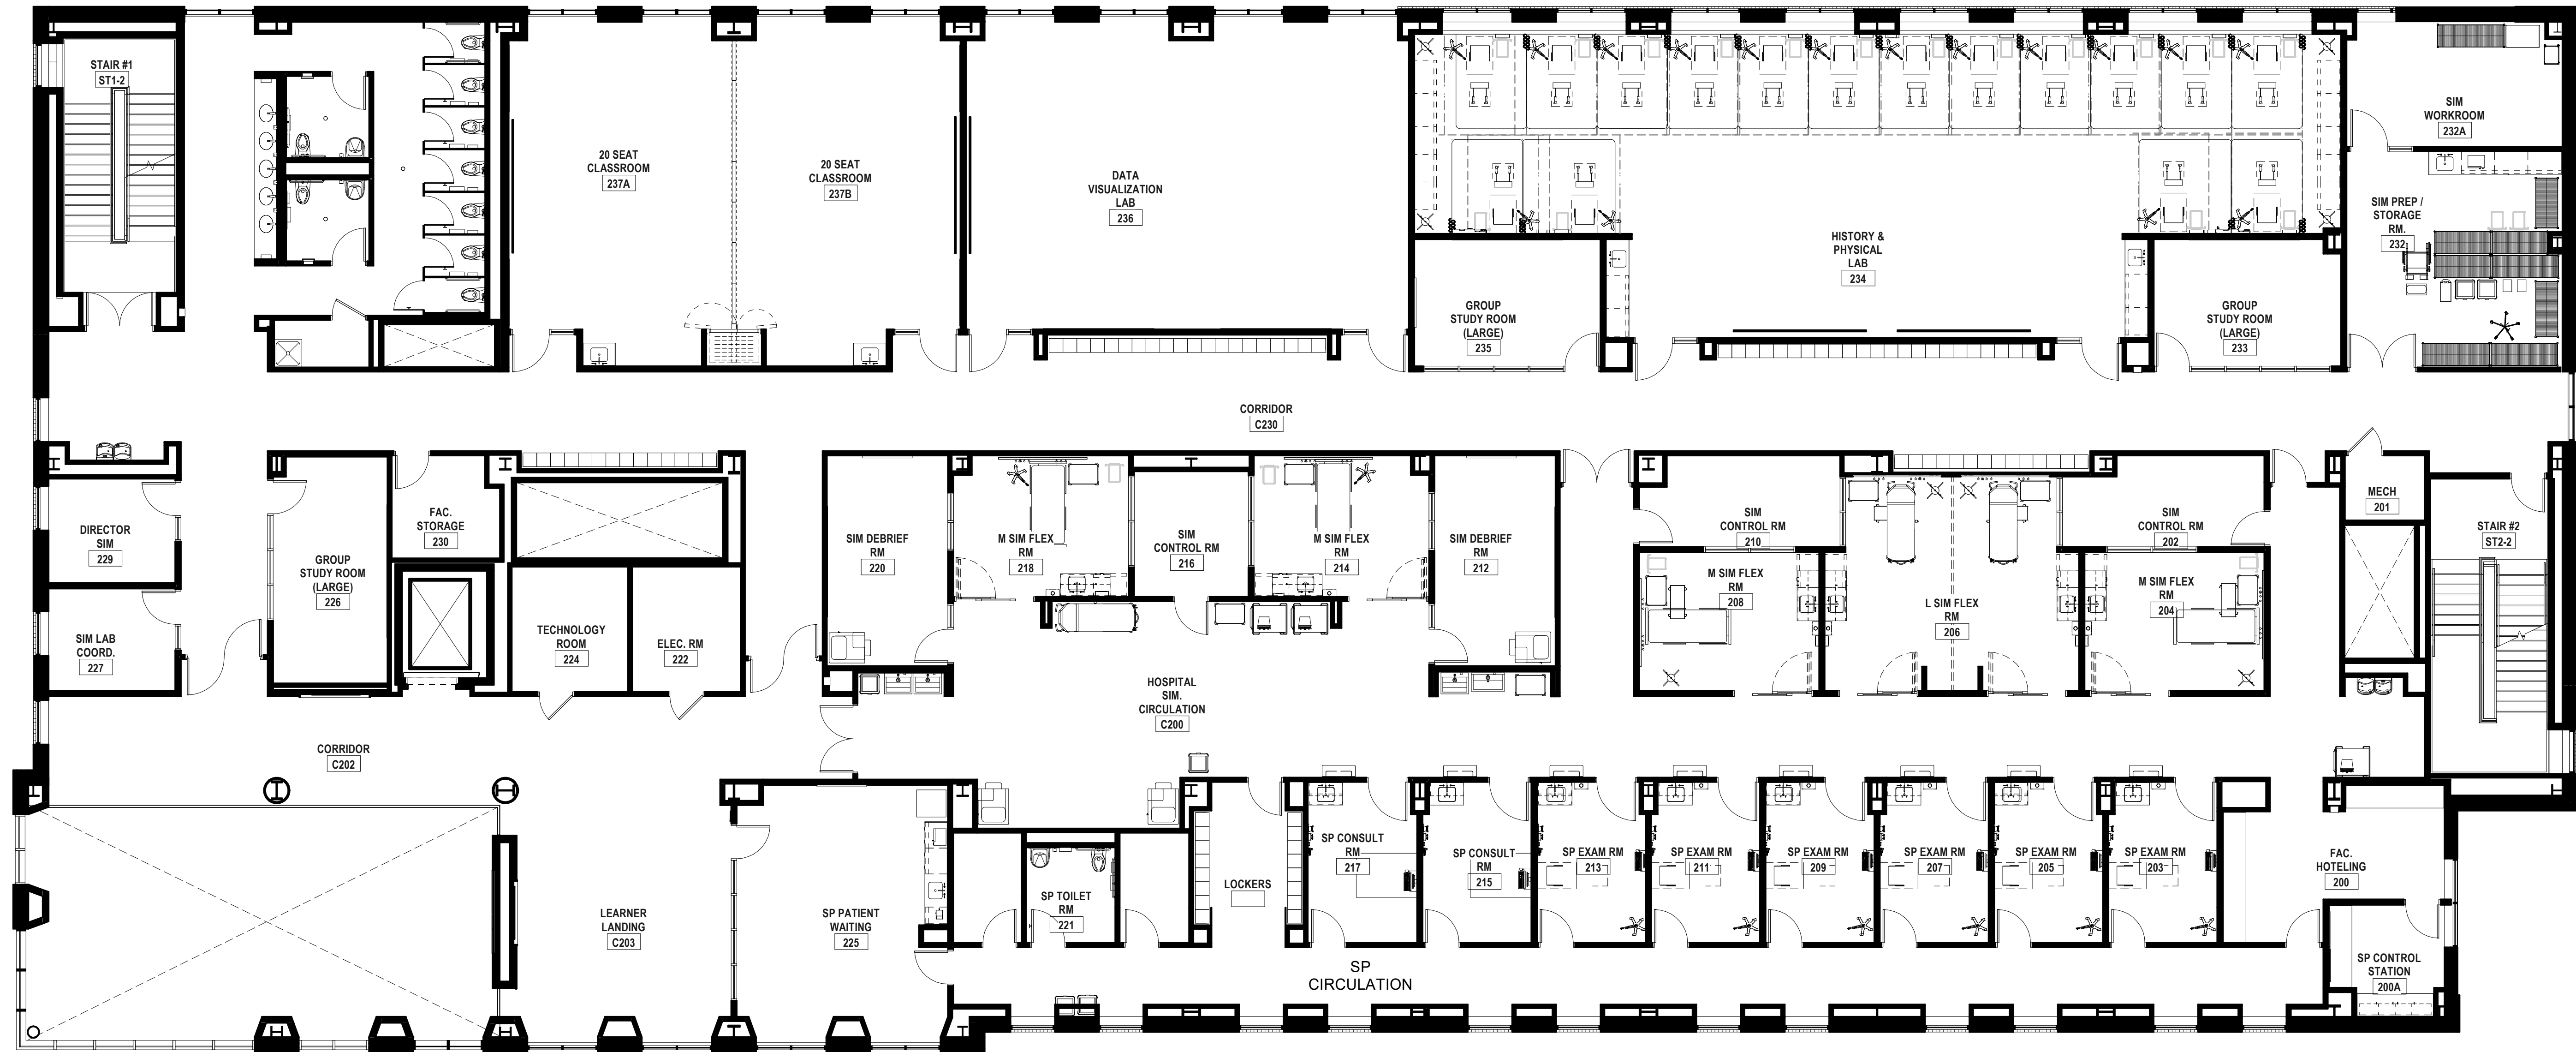 STAIR #1
ST1-2
20 SEAT
CLASSROOM
237A
20 SEAT
CLASSROOM
237B
DATA
VISUALIZATION
LAB
236
HISTORY &
PHYSICAL
LAB
234
SIM
WORKROOM
232A
SIM PREP /
STORAGE
RM.
232
GROUP
STUDY ROOM
(LARGE)
235
GROUP
STUDY ROOM
(LARGE)
233
CORRIDOR
C230
DIRECTOR
SIM
229
SIM LAB
COORD.
227
GROUP
STUDY ROOM
(LARGE)
226
FAC.
STORAGE
230
TECHNOLOGY
ROOM
224
ELEC. RM
222
SIM DEBRIEF
RM
220
M SIM FLEX
RM
218
SIM
CONTROL RM
216
M SIM FLEX
RM
214
SIM DEBRIEF
RM
212
SIM
CONTROL RM
210
M SIM FLEX
RM
208
L SIM FLEX
RM
206
SIM
CONTROL RM
202
M SIM FLEX
RM
204
MECH
201
STAIR #2
ST2-2
HOSPITAL
SIM.
CIRCULATION
C200
CORRIDOR
C202
LEARNER
LANDING
C203
SP PATIENT
WAITING
225
SP TOILET
RM
221
LOCKERS
SP CONSULT
RM
217
SP CONSULT
RM
215
SP EXAM RM
213
SP EXAM RM
211
SP EXAM RM
209
SP EXAM RM
207
SP EXAM RM
205
SP EXAM RM
203
FAC.
HOTELING
200
SP CONTROL
STATION
200A
SP
CIRCULATION